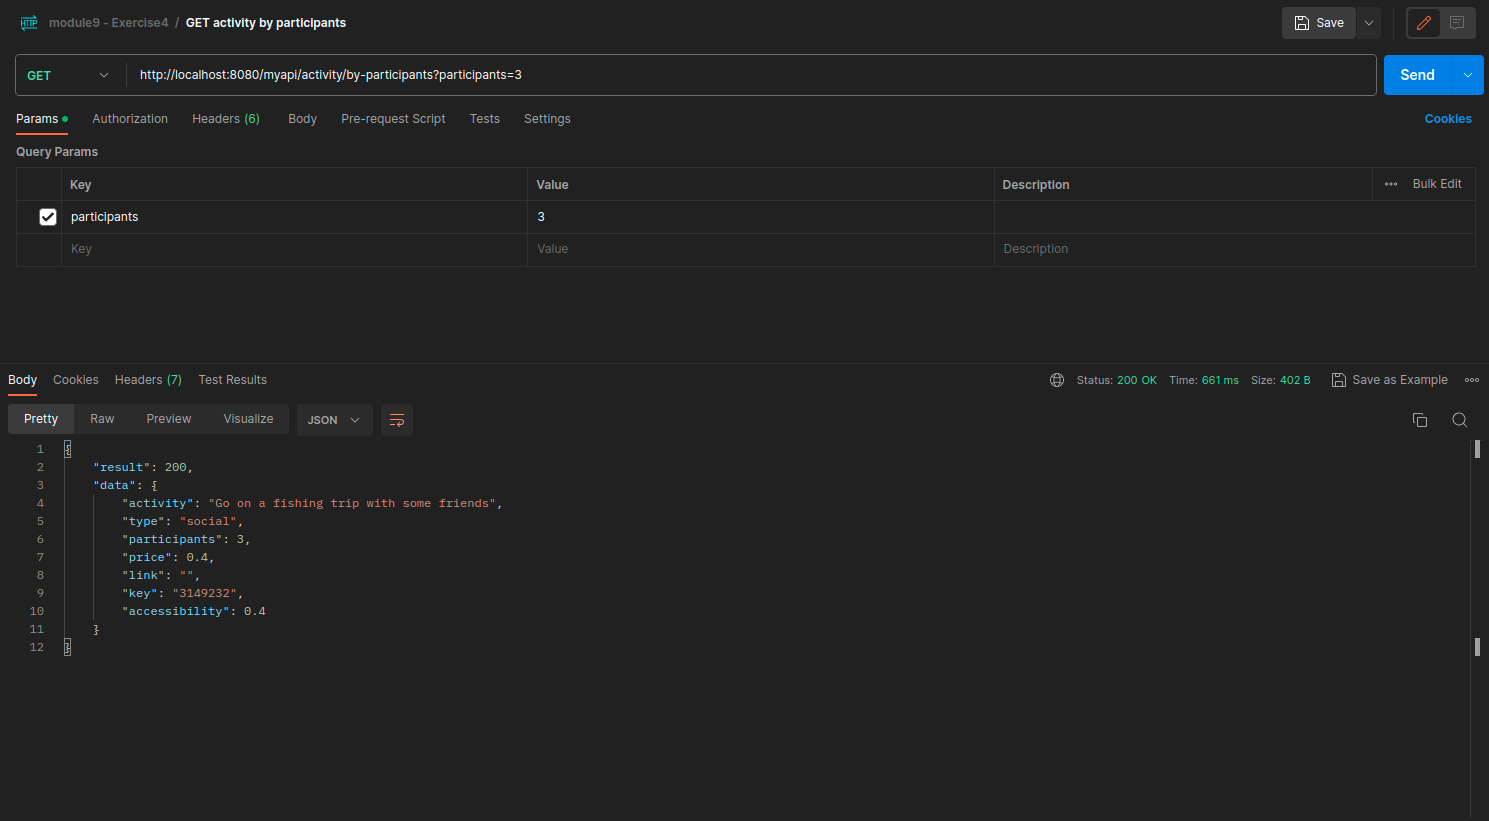 HTTP module9 - Exercise4 / GET activity by participants Save
GET http://localhost:8080/myapi/activity/by-participants?participants=3 Send
Params Authorization Headers (6) Body Pre-request Script Tests Settings Cookies
Query Params
Key Value Description Bulk Edit
participants 3
Key Value Description
Body Cookies Headers (7) Test Results Status: 200 OK Time: 661 ms Size: 402 B Save as Example
Pretty Raw Preview Visualize JSON
1 {
2 "result": 200,
3 "data": {
4 "activity": "Go on a fishing trip with some friends",
5 "type": "social",
6 "participants": 3,
7 "price": 0.4,
8 "link": "",
9 "key": "3149232",
10 "accessibility": 0.4
11 }
12 }